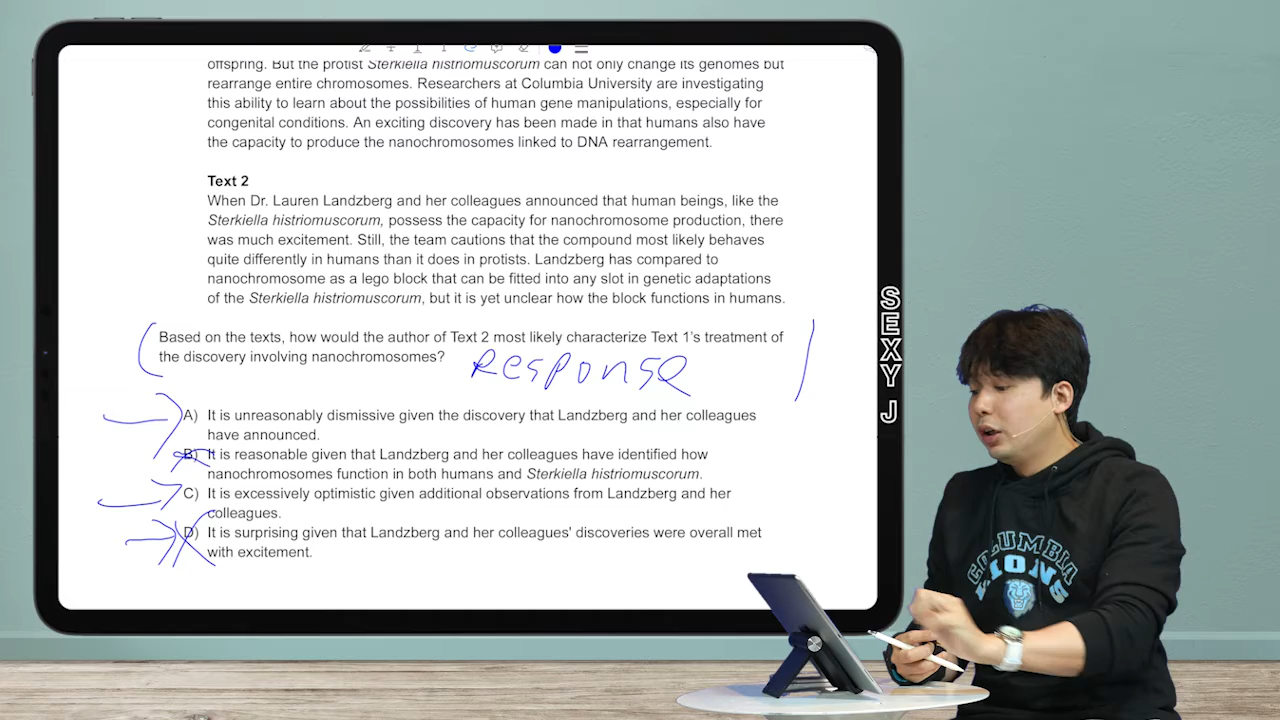 offspring. But the protist Sterkiella histriomuscorum can not only change its genomes but
rearrange entire chromosomes. Researchers at Columbia University are investigating
this ability to learn about the possibilities of human gene manipulations, especially for
congenital conditions. An exciting discovery has been made in that humans also have
the capacity to produce the nanochromosomes linked to DNA rearrangement.
Text 2
When Dr. Lauren Landzberg and her colleagues announced that human beings, like the
Sterkiella histriomuscorum, possess the capacity for nanochromosome production, there
was much excitement. Still, the team cautions that the compound most likely behaves
quite differently in humans than it does in protists. Landzberg has compared to
nanochromosome as a lego block that can be fitted into any slot in genetic adaptations
of the Sterkiella histriomuscorum, but it is yet unclear how the block functions in humans.
Based on the texts, how would the author of Text 2 most likely characterize Text 1's treatment of
the discovery involving nanochromosomes?
Response
A) It is unreasonably dismissive given the discovery that Landzberg and her colleagues
have announced.
B) It is reasonable given that Landzberg and her colleagues have identified how
nanochromosomes function in both humans and Sterkiella histriomuscorum.
C) It is excessively optimistic given additional observations from Landzberg and her
colleagues.
D) It is surprising given that Landzberg and her colleagues' discoveries were overall met
with excitement.
SEXY J
COLUMBIA
LIONS